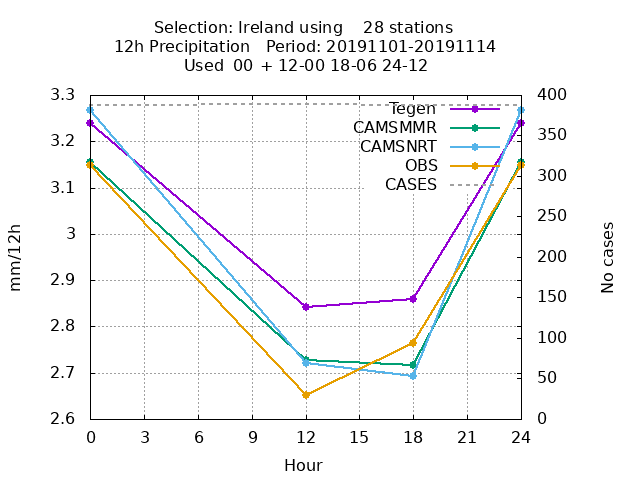 Selection: Ireland using    28 stations
12h Precipitation   Period: 20191101-20191114
Used  00 + 12-00 18-06 24-12
3.3
3.2
3.1
3
2.9
2.8
2.7
2.6
mm/12h
400
350
300
250
200
150
100
50
0
No cases
Tegen
CAMSMMR
CAMSNRT
OBS
CASES
0 3 6 9 12 15 18 21 24
Hour